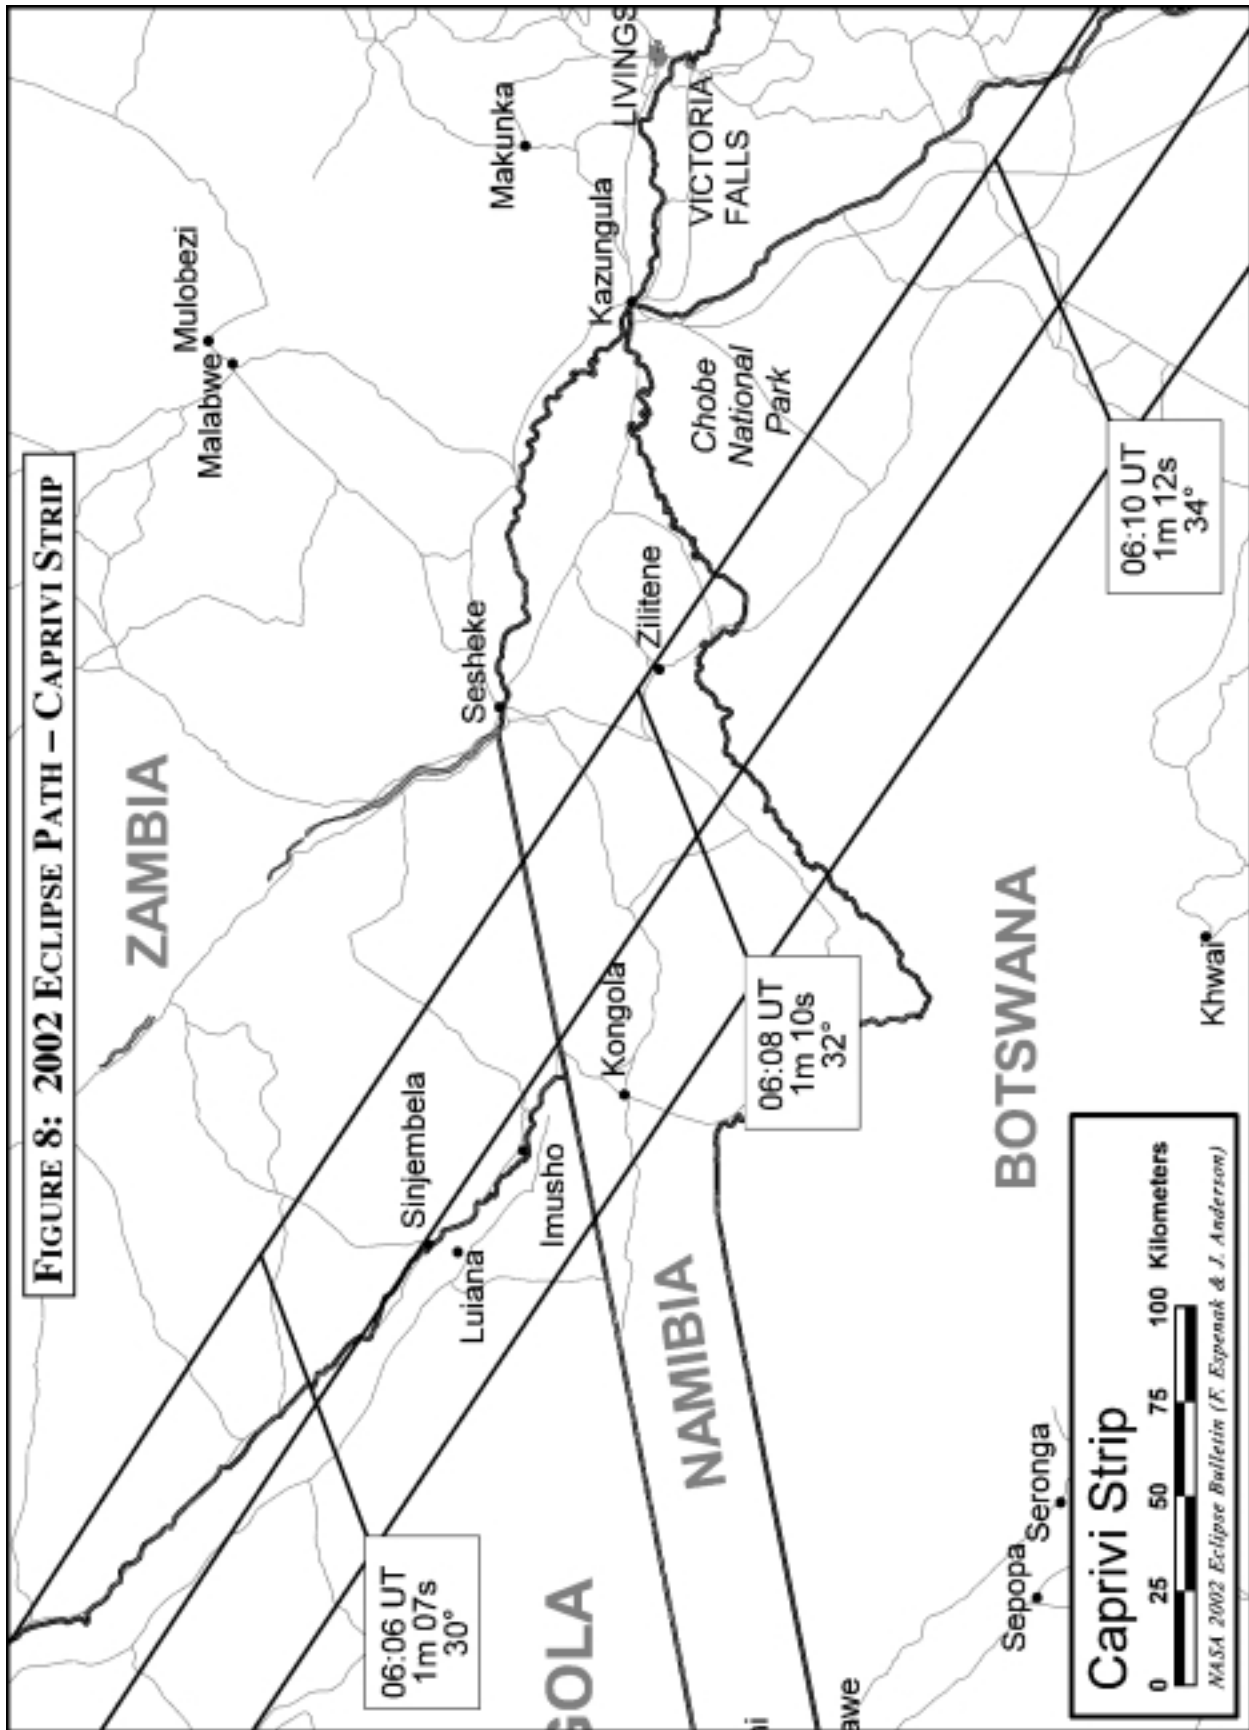 FIGURE 8: 2002 ECLIPSE PATH – CAPRIVI STRIP
ZAMBIA
Mulobezi
Malabwe
Makunka
LIVINGS
VICTORIA
FALLS
Kazungula
Sesheke
Chobe
National
Park
Zilitene
Sinjembela
Luiana
Imusho
Kongola
06:06 UT
1m 07s
30°
06:08 UT
1m 10s
32°
06:10 UT
1m 12s
34°
GOLA
NAMIBIA
BOTSWANA
Khwai
Seronga
Sepopa
awe
Caprivi Strip
0 25 50 75 100 Kilometers
NASA 2002 Eclipse Bulletin (F. Espenak & J. Anderson)